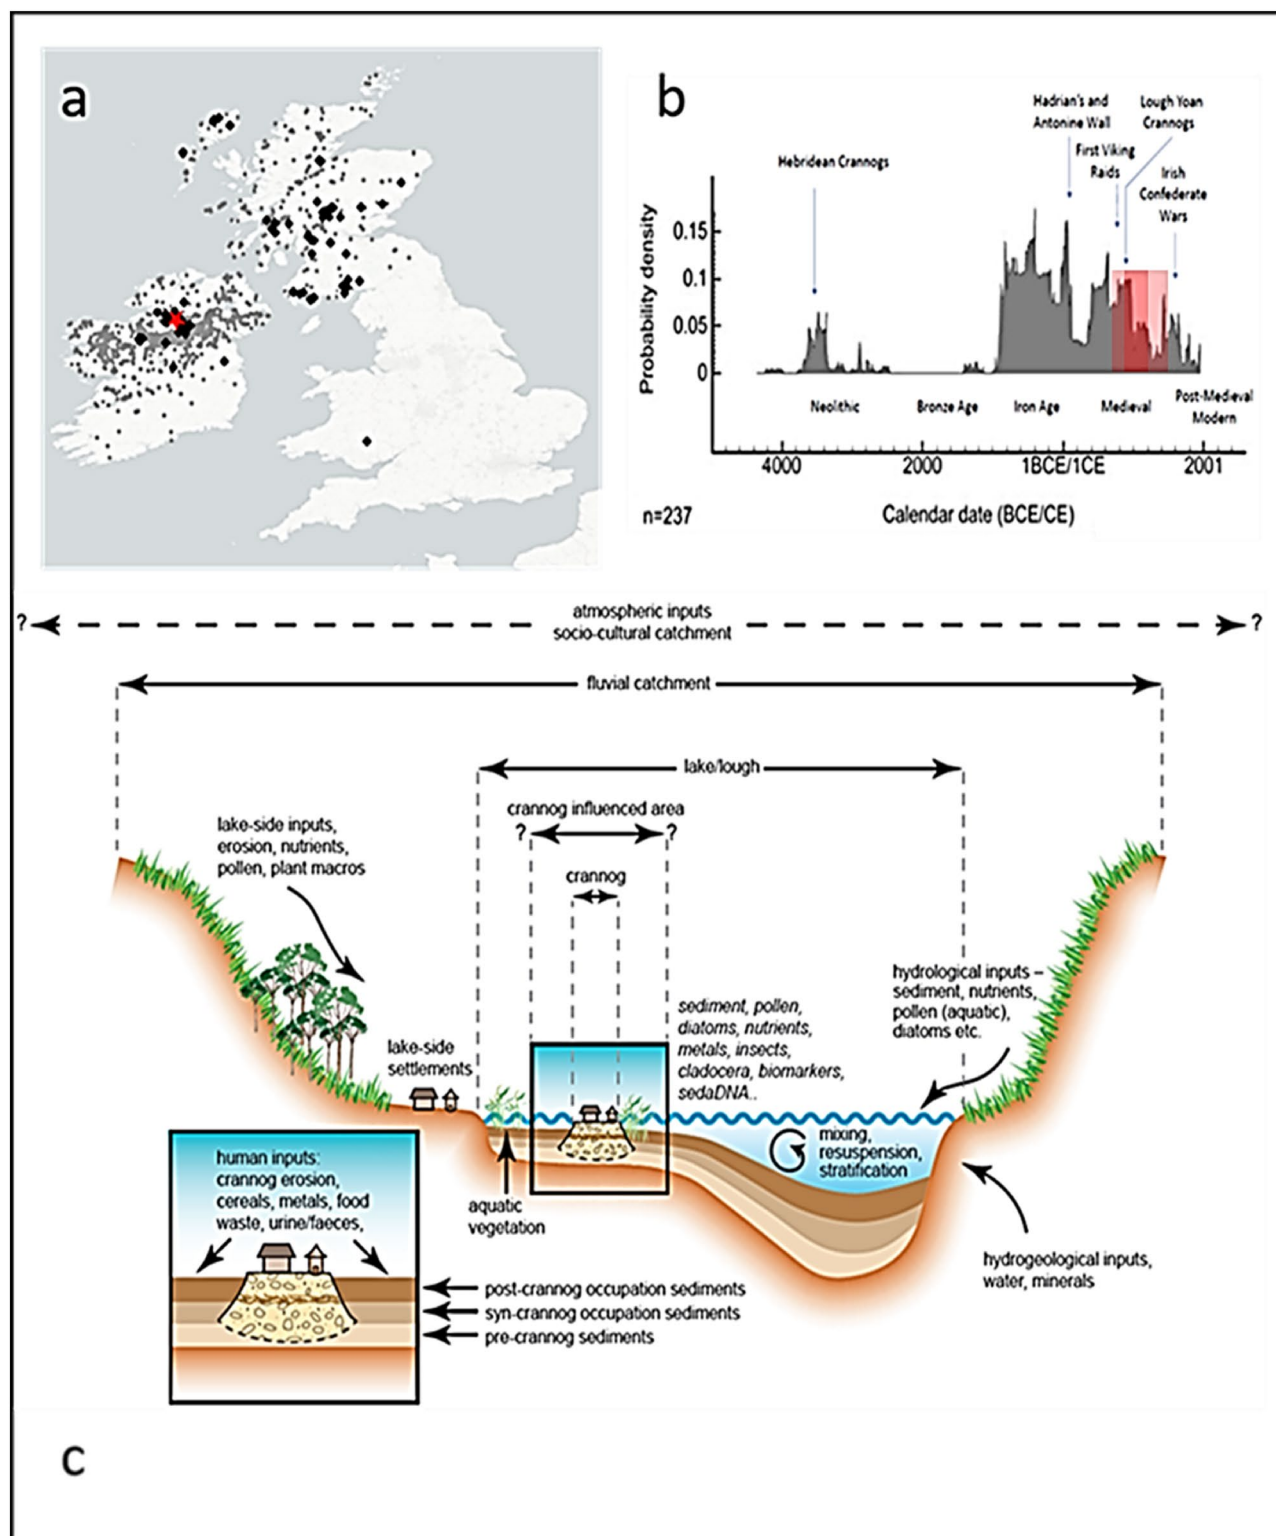 a
b
Hadrian's and
Antonine Wall
Lough Yoan
Crannogs
First Viking
Raids
Irish
Confederate
Wars
Hebridean Crannogs
Probability density
0.15
0.1
0.05
0
Neolithic
Bronze Age
Iron Age
Medieval
Post-Medieval
Modern
4000
2000
1BCE/1CE
2001
n=237
Calendar date (BCE/CE)
? ?
atmospheric inputs
socio-cultural catchment
fluvial catchment
lake/lough
crannog influenced area
? ?
crannog
lake-side inputs,
erosion, nutrients,
pollen, plant macros
lake-side
settlements
sediment, pollen,
diatoms, nutrients,
metals, insects,
cladocera, biomarkers,
sedaDNA..
hydrological inputs –
sediment, nutrients,
pollen (aquatic),
diatoms etc.
mixing,
resuspension,
stratification
aquatic
vegetation
hydrogeological inputs,
water, minerals
human inputs:
crannog erosion,
cereals, metals, food
waste, urine/faeces,
post-crannog occupation sediments
syn-crannog occupation sediments
pre-crannog sediments
c